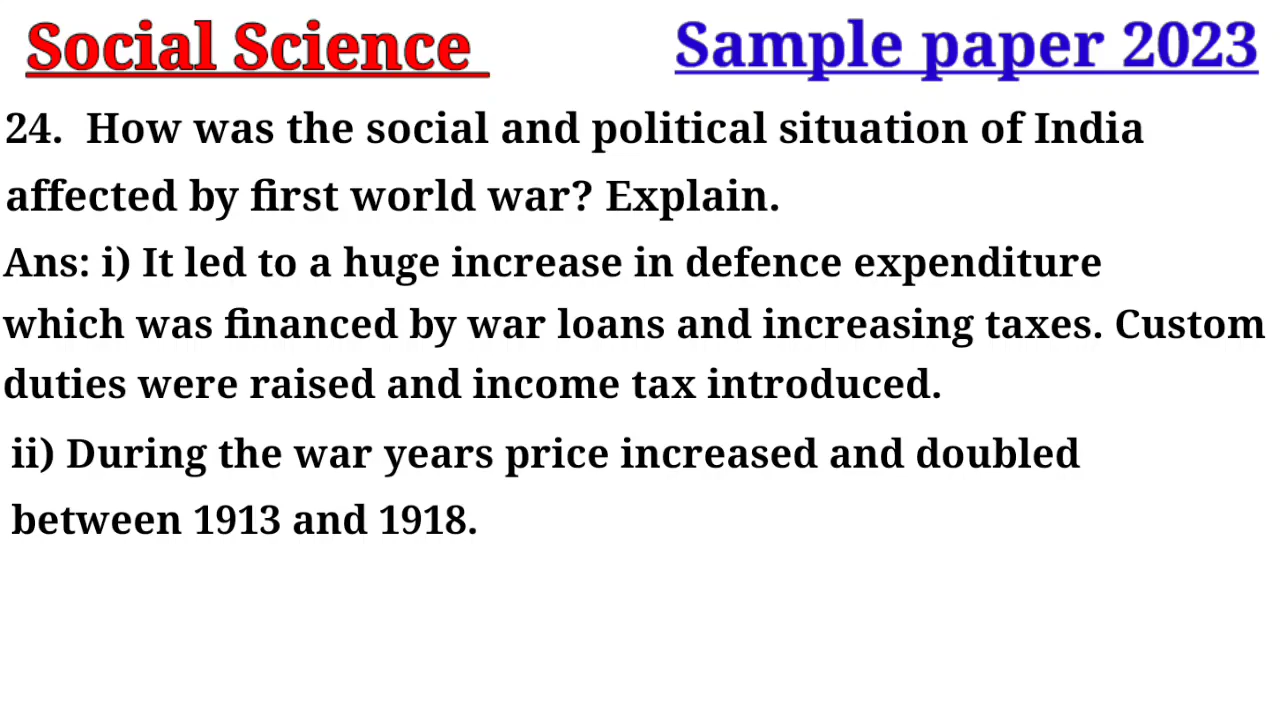 Social Science
Sample paper 2023
24. How was the social and political situation of India
affected by first world war? Explain.
Ans: i) It led to a huge increase in defence expenditure
which was financed by war loans and increasing taxes. Custom
duties were raised and income tax introduced.
ii) During the war years price increased and doubled
between 1913 and 1918.